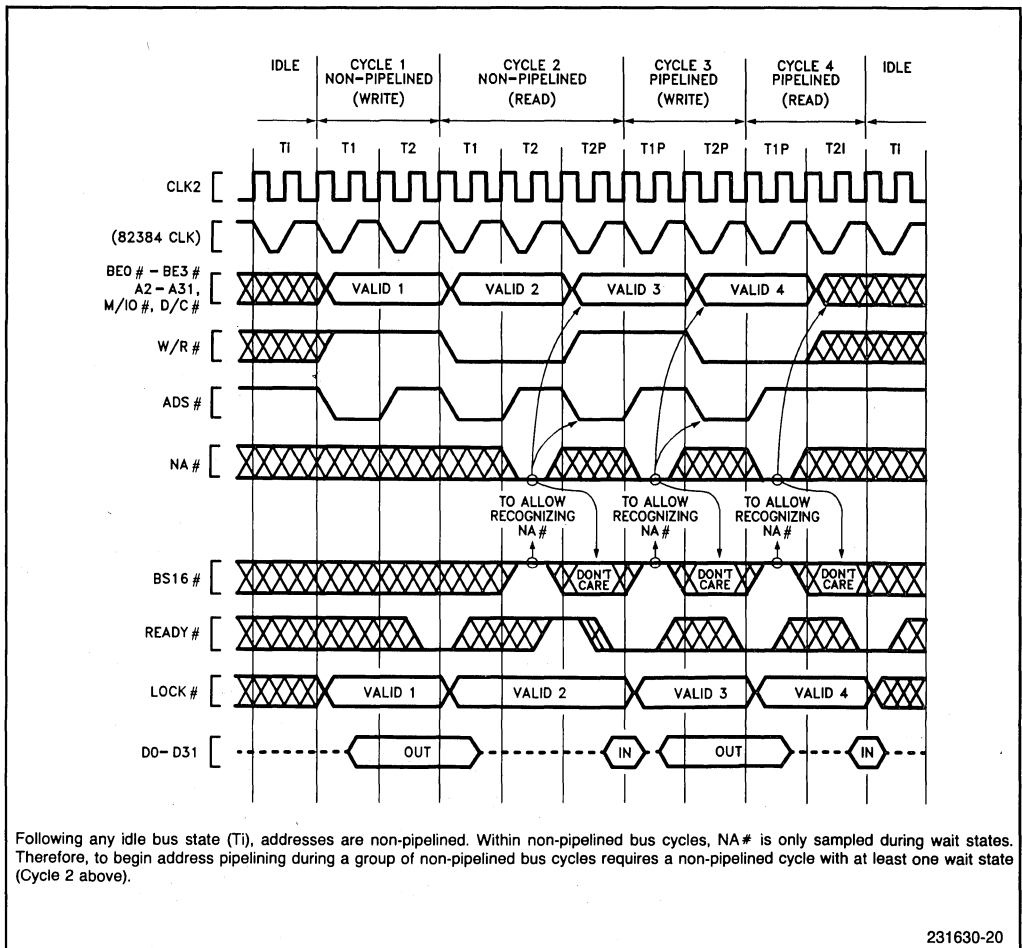 IDLE
CYCLE 1
NON-PIPELINED
(WRITE)
CYCLE 2
NON-PIPELINED
(READ)
CYCLE 3
PIPELINED
(WRITE)
CYCLE 4
PIPELINED
(READ)
IDLE
Ti T1 T2 T1 T2 T2P T1P T2P T1P T2I Ti
CLK2
(82384 CLK)
BE0 # - BE3 #
A2 - A31,
M/IO #, D/C #
VALID 1 VALID 2 VALID 3 VALID 4
W/R #
ADS #
NA #
TO ALLOW
RECOGNIZING
NA #
TO ALLOW
RECOGNIZING
NA #
TO ALLOW
RECOGNIZING
NA #
BS16 #
DON'T
CARE
DON'T
CARE
DON'T
CARE
READY #
LOCK #
VALID 1 VALID 2 VALID 3 VALID 4
D0- D31
OUT IN OUT IN
Following any idle bus state (Ti), addresses are non-pipelined. Within non-pipelined bus cycles, NA# is only sampled during wait states.
Therefore, to begin address pipelining during a group of non-pipelined bus cycles requires a non-pipelined cycle with at least one wait state
(Cycle 2 above).
231630-20